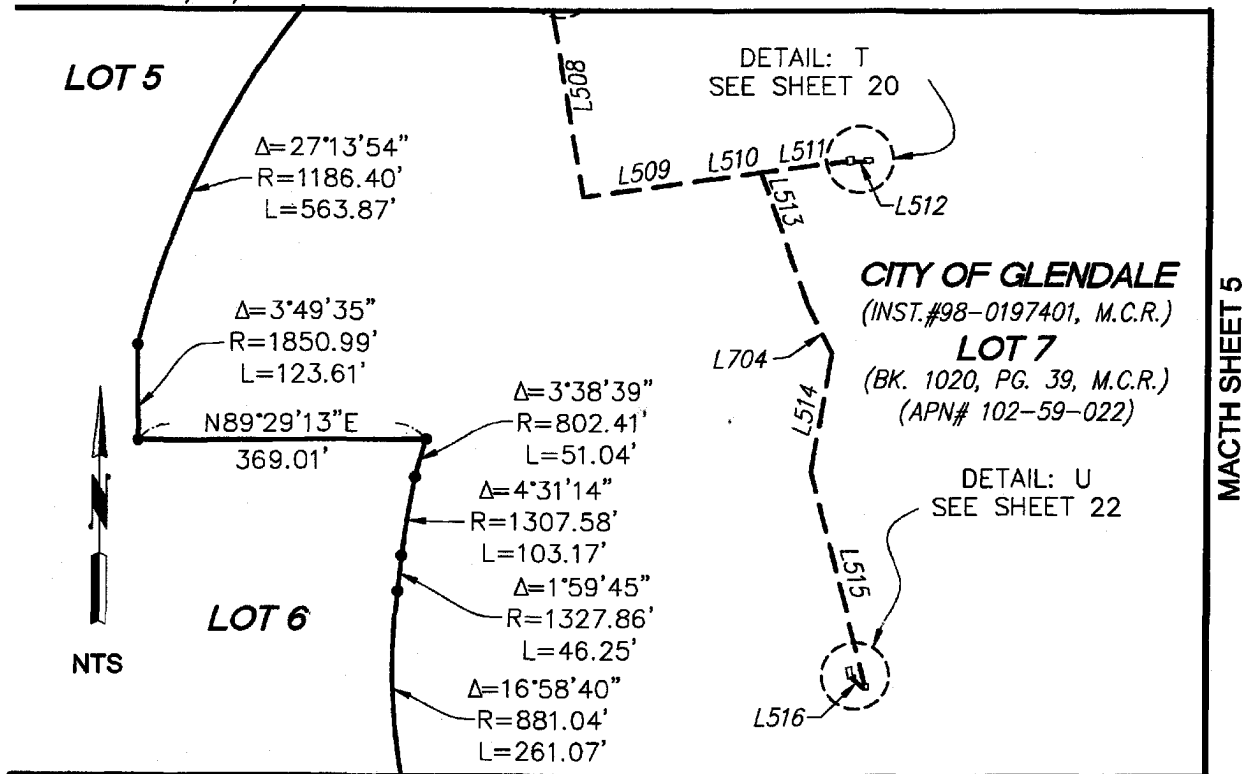 LOT 5
Δ=27°13'54"
R=1186.40'
L=563.87'
Δ=3°49'35"
R=1850.99'
L=123.61'
N89°29'13"E
369.01'
Δ=3°38'39"
R=802.41'
L=51.04'
Δ=4°31'14"
R=1307.58'
L=103.17'
Δ=1°59'45"
R=1327.86'
L=46.25'
Δ=16°58'40"
R=881.04'
L=261.07'
LOT 6
N
NTS
L508
L509
L510
L511
L512
L513
L704
L514
L515
L516
DETAIL: T
SEE SHEET 20
CITY OF GLENDALE
(INST.#98-0197401, M.C.R.)
LOT 7
(BK. 1020, PG. 39, M.C.R.)
(APN# 102-59-022)
DETAIL: U
SEE SHEET 22
MACTH SHEET 5